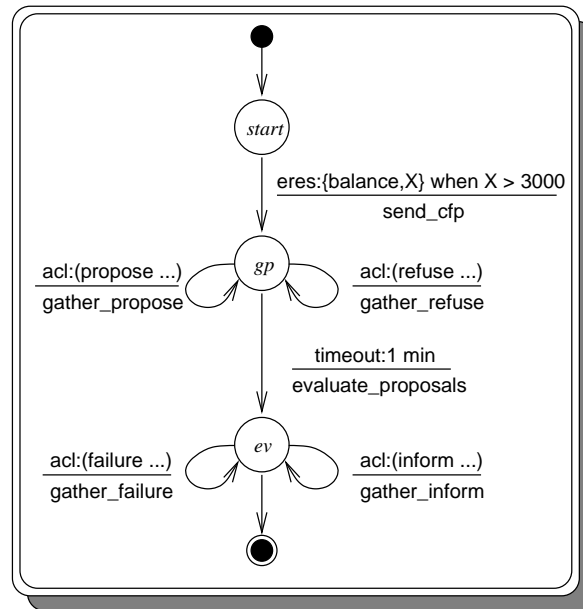 start
eres:{balance,X} when X > 3000
send_cfp
acl:(propose ...)
gather_propose
gp
acl:(refuse ...)
gather_refuse
timeout:1 min
evaluate_proposals
acl:(failure ...)
gather_failure
ev
acl:(inform ...)
gather_inform